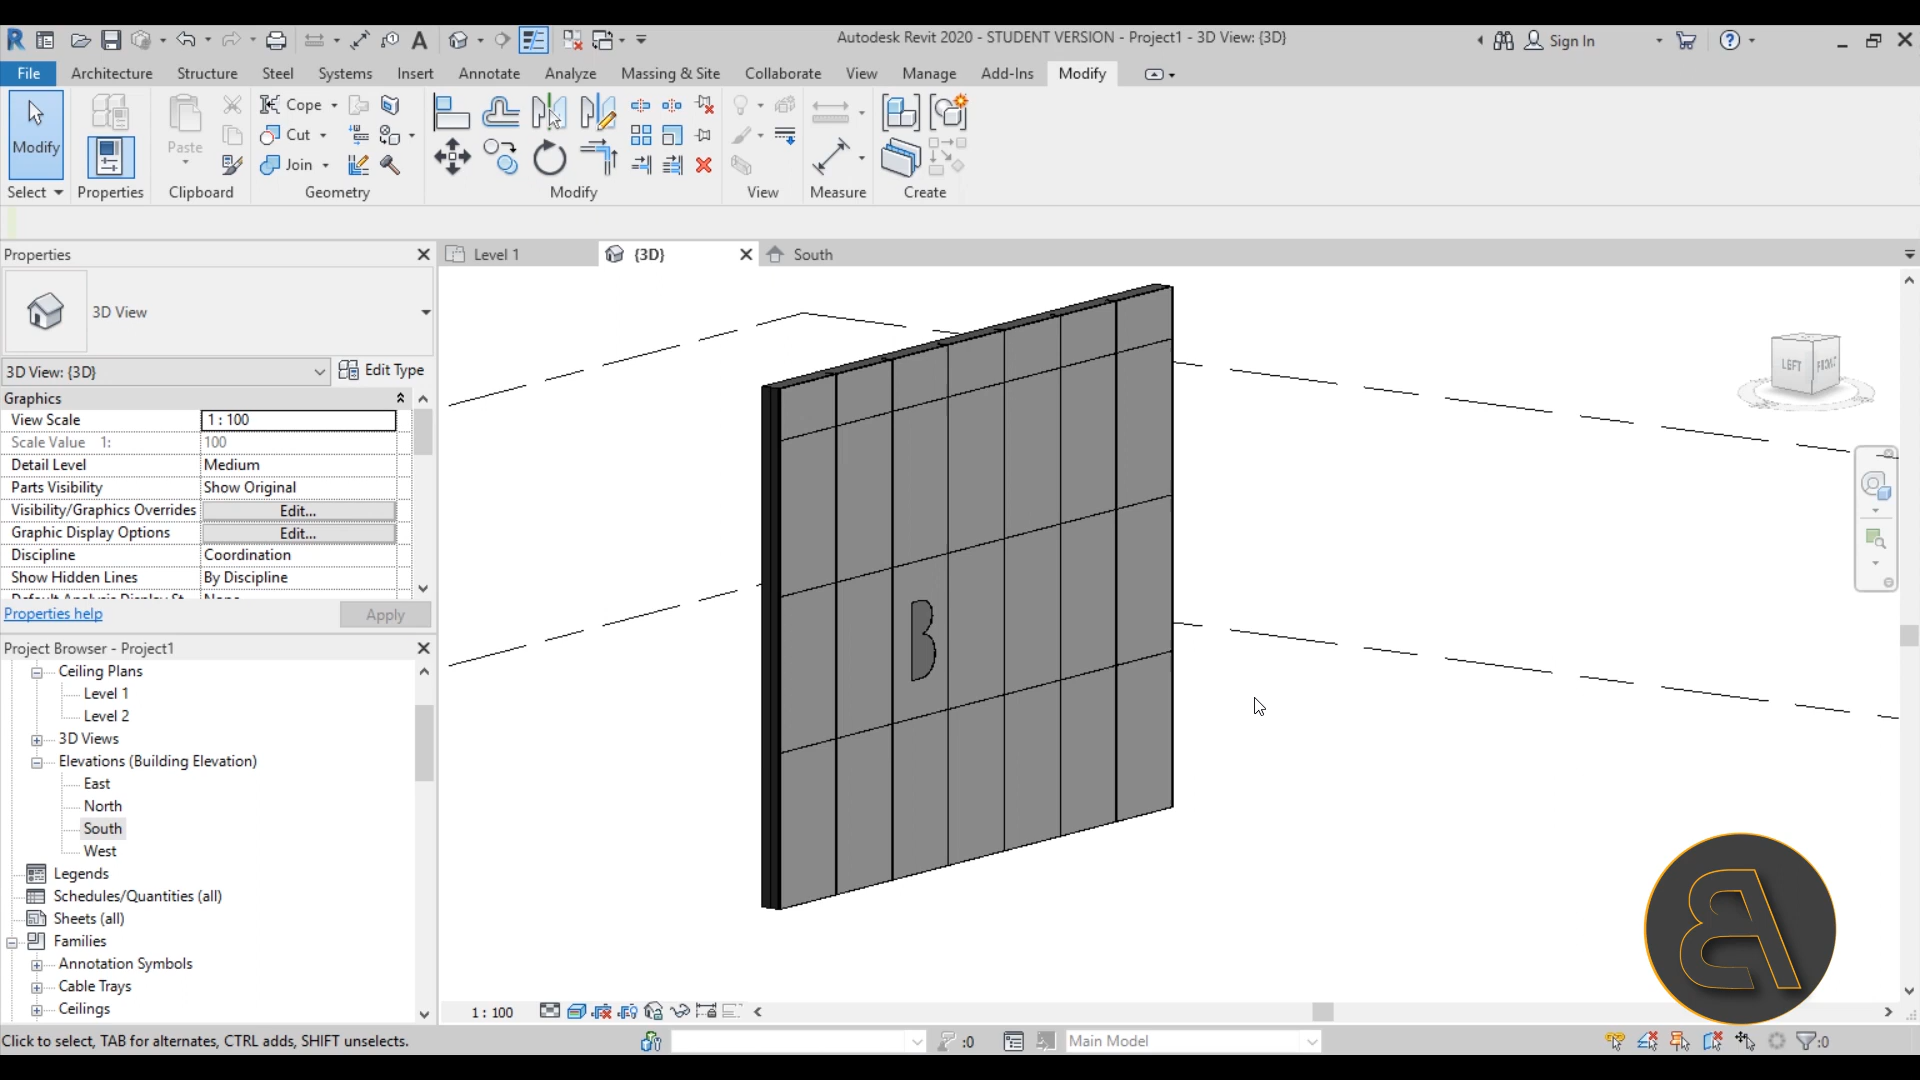 Autodesk Revit 2020 - STUDENT VERSION - Project1 - 3D View: {3D}
Sign In
File Architecture Structure Steel Systems Insert Annotate Analyze Massing & Site Collaborate View Manage Add-Ins Modify
Modify
Paste
Cope
Cut
Join
Select Properties Clipboard Geometry Modify View Measure Create
Properties
Level 1
{3D}
South
3D View
3D View: {3D}
Edit Type
Graphics
View Scale 1 : 100
Scale Value 1: 100
Detail Level Medium
Parts Visibility Show Original
Visibility/Graphics Overrides Edit...
Graphic Display Options Edit...
Discipline Coordination
Show Hidden Lines By Discipline
Properties help
Apply
Project Browser - Project1
Ceiling Plans
Level 1
Level 2
3D Views
Elevations (Building Elevation)
East
North
South
West
Legends
Schedules/Quantities (all)
Sheets (all)
Families
Annotation Symbols
Cable Trays
Ceilings
B
LEFT
FRONT
1 : 100
Click to select, TAB for alternates, CTRL adds, SHIFT unselects.
:0
Main Model
:0